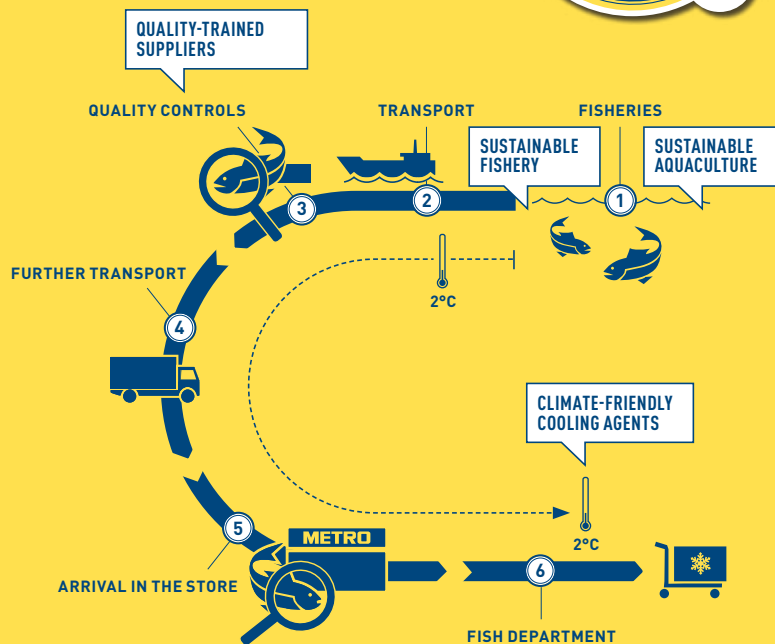 QUALITY-TRAINED
SUPPLIERS
QUALITY CONTROLS
TRANSPORT
FISHERIES
SUSTAINABLE
FISHERY
SUSTAINABLE
AQUACULTURE
1
2
3
FURTHER TRANSPORT
2°C
4
CLIMATE-FRIENDLY
COOLING AGENTS
5
METRO
2°C
6
ARRIVAL IN THE STORE
FISH DEPARTMENT